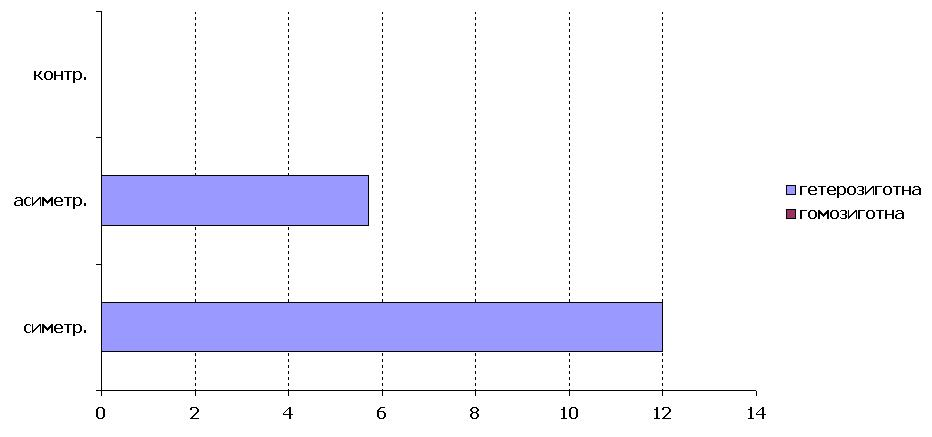 контр.
асиметр.
симетр.
0 2 4 6 8 10 12 14
гетерозиготна
гомозиготна